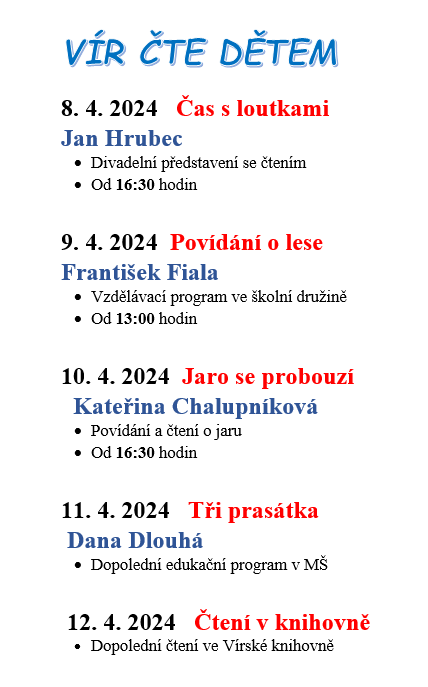 VÍR ČTE DĚTEM
8. 4. 2024 Čas s loutkami
Jan Hrubec
• Divadelní představení se čtením
• Od 16:30 hodin
9. 4. 2024 Povídání o lese
František Fiala
• Vzdělávací program ve školní družině
• Od 13:00 hodin
10. 4. 2024 Jaro se probouzí
Kateřina Chalupníková
• Povídání a čtení o jaru
• Od 16:30 hodin
11. 4. 2024 Tři prasátka
Dana Dlouhá
• Dopolední edukační program v MŠ
12. 4. 2024 Čtení v knihovně
• Dopolední čtení ve Vírské knihovně